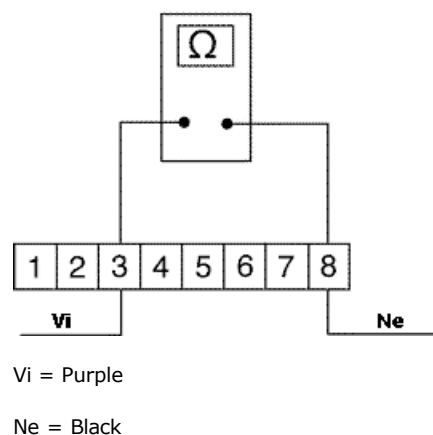 Ω
1 2 3 4 5 6 7 8
Vi Ne
Vi = Purple
Ne = Black